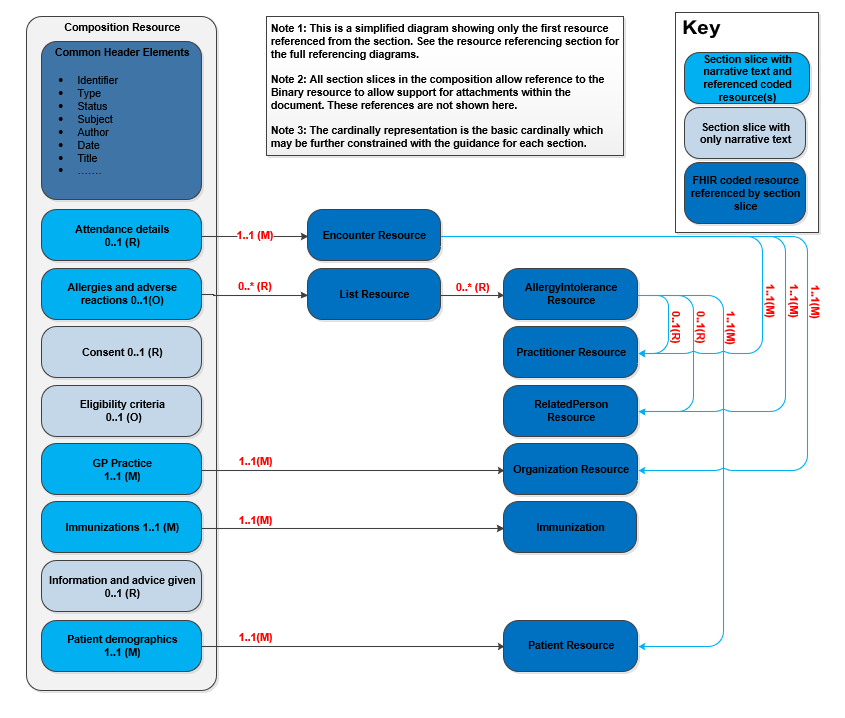 Composition Resource
Common Header Elements
• Identifier
• Type
• Status
• Subject
• Author
• Date
• Title
• .......
Note 1: This is a simplified diagram showing only the first resource
referenced from the section. See the resource referencing section for
the full referencing diagrams.
Note 2: All section slices in the composition allow reference to the
Binary resource to allow support for attachments within the
document. These references are not shown here.
Note 3: The cardinally representation is the basic cardinally which
may be further constrained with the guidance for each section.
Key
Section slice with
narrative text and
referenced coded
resource(s)
Section slice with
only narrative text
FHIR coded resource
referenced by section
slice
Attendance details
0..1 (R)
1..1 (M)
Encounter Resource
Allergies and adverse
reactions 0..1(O)
0..* (R)
List Resource
0..* (R)
AllergyIntolerance
Resource
0..1(R)
0..1(R)
1..1(M)
1..1(M)
1..1(M)
1..1(M)
Consent 0..1 (R)
Practitioner Resource
Eligibility criteria
0..1 (O)
RelatedPerson
Resource
GP Practice
1..1 (M)
1..1(M)
Organization Resource
Immunizations 1..1 (M)
1..1(M)
Immunization
Information and advice given
0..1 (R)
Patient demographics
1..1 (M)
1..1(M)
Patient Resource